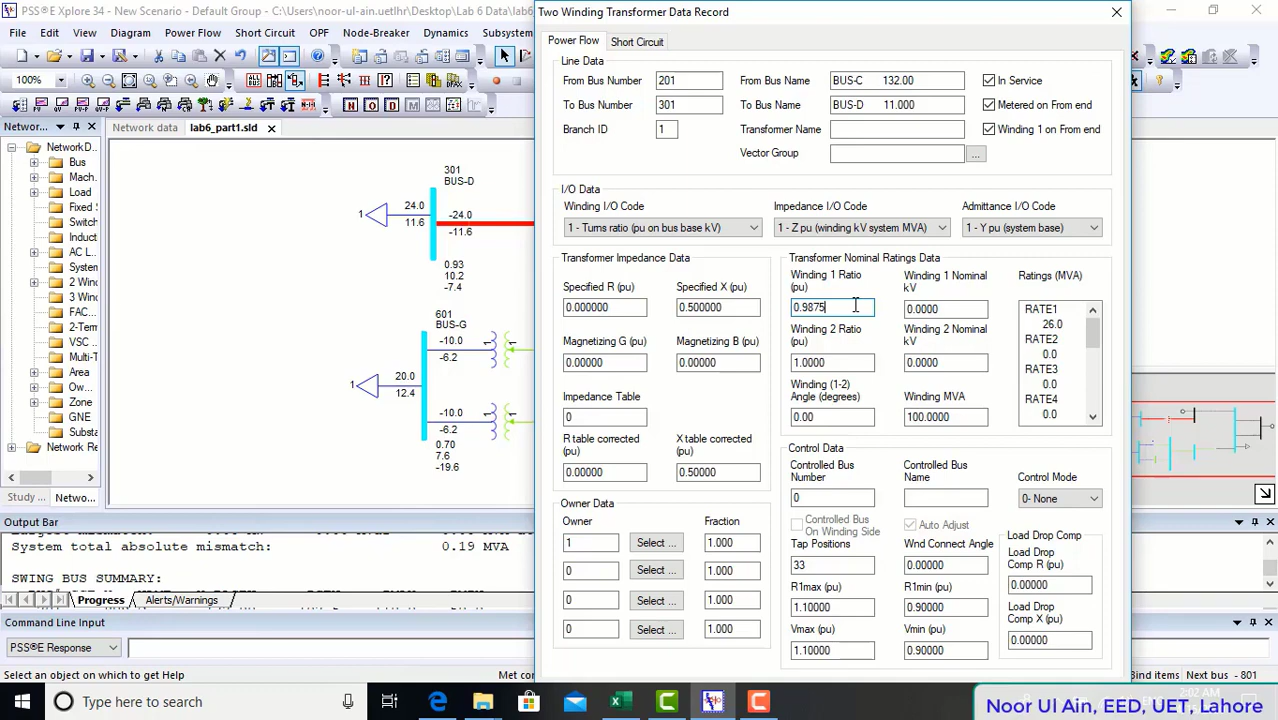 PSS®E Xplore 34 - New Scenario - Default Group - C:\Users\noor-ul-ain.uetlhr\Desktop\Lab 6 Data\lab6
Two Winding Transformer Data Record
File Edit View Diagram Power Flow Short Circuit OPF Node-Breaker Dynamics Subsystem
Power Flow Short Circuit
Line Data
From Bus Number 201 From Bus Name BUS-C 132.00 In Service
To Bus Number 301 To Bus Name BUS-D 11.000 Metered on From end
Branch ID 1 Transformer Name Winding 1 on From end
Vector Group ...
100%
Networ...
Network data lab6_part1.sld
NetworkD
Bus
Mach
Load
Fixed S
Switch
Induct
AC L
System
2 Wind
3 Wind
FAC...
2-Term
VSC ...
Multi-T
Area
Ow...
Zone
GNE
Substa
Network Re
Study ... Netwo...
301
BUS-D
1 24.0 -24.0
11.6 -11.6
0.93
10.2
-7.4
601
BUS-G
-10.0 1
-6.2
1 20.0
12.4
-10.0 1
-6.2
0.70
7.6
-19.6
I/O Data
Winding I/O Code Impedance I/O Code Admittance I/O Code
1 - Turns ratio (pu on bus base kV) 1 - Z pu (winding kV system MVA) 1 - Y pu (system base)
Transformer Impedance Data
Specified R (pu) Specified X (pu)
0.000000 0.500000
Magnetizing G (pu) Magnetizing B (pu)
0.00000 0.00000
Impedance Table
0
R table corrected (pu) X table corrected (pu)
0.00000 0.50000
Transformer Nominal Ratings Data
Winding 1 Ratio (pu) Winding 1 Nominal kV Ratings (MVA)
0.9875 0.0000
Winding 2 Ratio (pu) Winding 2 Nominal kV
1.0000 0.0000
Winding (1-2) Angle (degrees) Winding MVA
0.00 100.0000
RATE1
26.0
RATE2
0.0
RATE3
0.0
RATE4
0.0
Owner Data
Owner Fraction
1 Select ... 1.000
0 Select ... 1.000
0 Select ... 1.000
0 Select ... 1.000
Control Data
Controlled Bus Number Controlled Bus Name Control Mode
0 0- None
Controlled Bus On Winding Side Auto Adjust
Tap Positions Wnd Connect Angle
33 0.00000
R1max (pu) R1min (pu)
1.10000 0.90000
Vmax (pu) Vmin (pu)
1.10000 0.90000
Load Drop Comp
Load Drop Comp R (pu)
0.00000
Load Drop Comp X (pu)
0.00000
Output Bar
System total absolute mismatch: 0.19 MVA
SWING BUS SUMMARY:
Progress Alerts/Warnings
Command Line Input
PSS®E Response
Select an object on which to get Help
Met con
Bind items Next bus - 801
Type here to search
2:02 AM
Noor Ul Ain, EED, UET, Lahore